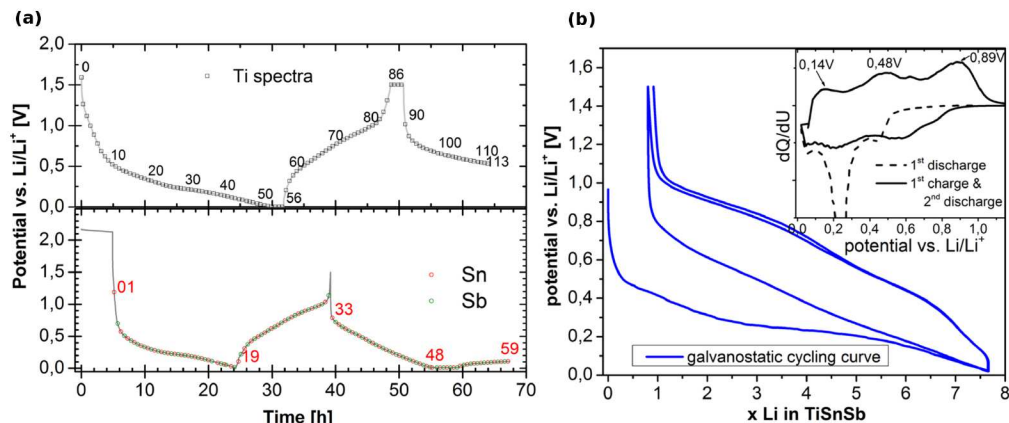 (a)
2,0
1,5
1,0
0,5
0,0
0
10
20
30
40
50
56
60
70
80
86
90
100
110
113
Ti spectra
2,0
1,5
1,0
0,5
0,0
01
19
33
48
59
Sn
Sb
0 10 20 30 40 50 60 70
Time [h]
Potential vs. Li/Li⁺ [V]
(b)
1,6
1,4
1,2
1,0
0,8
0,6
0,4
0,2
0,0
potential vs. Li/Li⁺ [V]
0,14V
0,48V
0,89V
dQ/dU
1ˢᵗ discharge
1ˢᵗ charge &
2ⁿᵈ discharge
0,0 0,2 0,4 0,6 0,8 1,0
potential vs. Li/Li⁺
galvanostatic cycling curve
0 1 2 3 4 5 6 7 8
x Li in TiSnSb